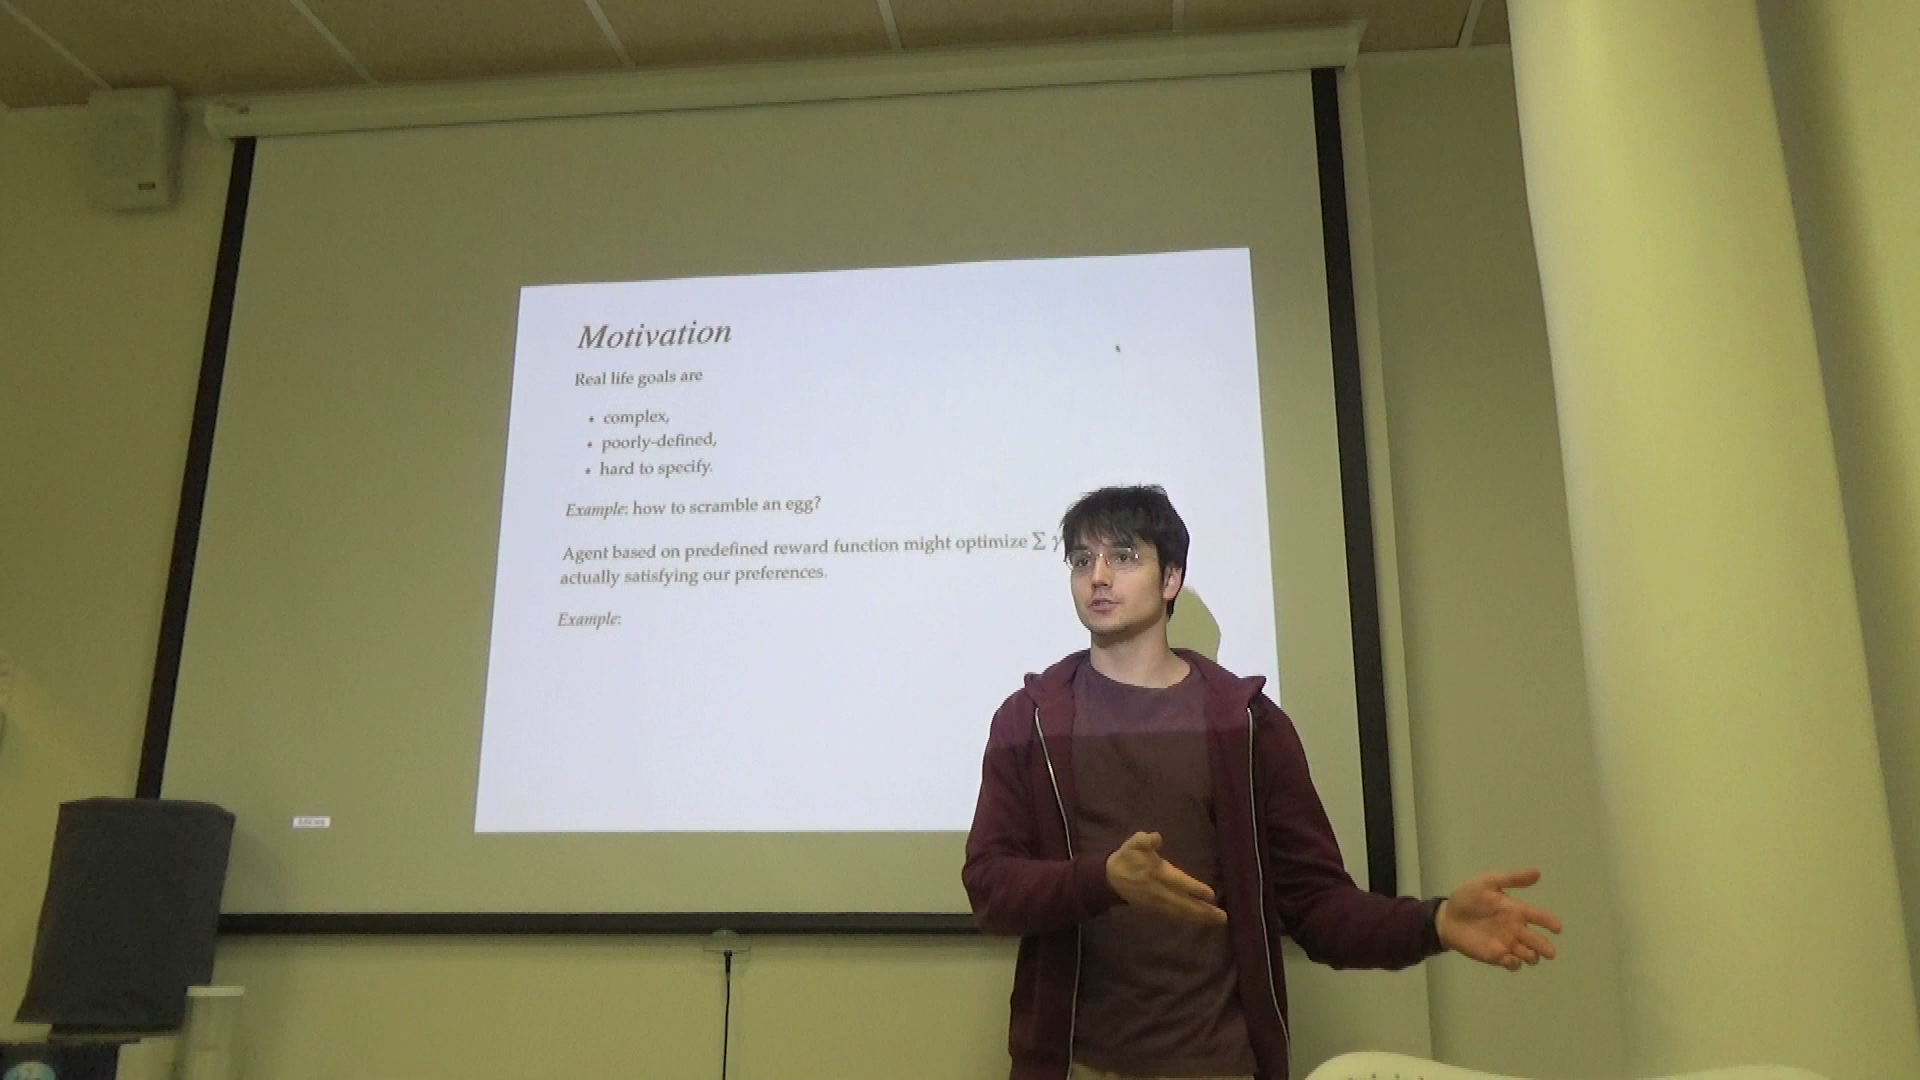 Motivation
Real life goals are
• complex,
• poorly-defined,
• hard to specify.
Example: how to scramble an egg?
Agent based on predefined reward function might optimize Σ γ
actually satisfying our preferences.
Example: